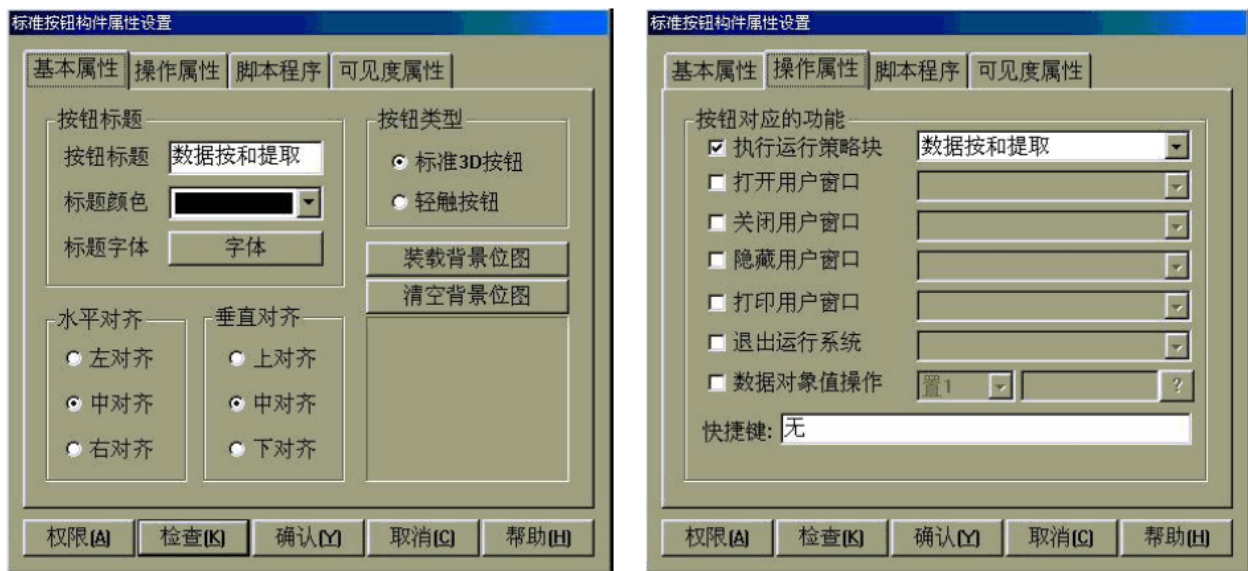 标准按钮构件属性设置
基本属性 操作属性 脚本程序 可见度属性
按钮标题 按钮类型
按钮标题 数据按和提取 标准3D按钮
标题颜色 轻触按钮
标题字体 字体 装载背景位图
清空背景位图
水平对齐 垂直对齐
左对齐 上对齐
中对齐 中对齐
右对齐 下对齐
权限(A) 检查(K) 确认(Y) 取消(C) 帮助(H)
标准按钮构件属性设置
基本属性 操作属性 脚本程序 可见度属性
按钮对应的功能
执行运行策略块 数据按和提取
打开用户窗口
关闭用户窗口
隐藏用户窗口
打印用户窗口
退出运行系统
数据对象值操作 置1 ?
快捷键: 无
权限(A) 检查(K) 确认(Y) 取消(C) 帮助(H)